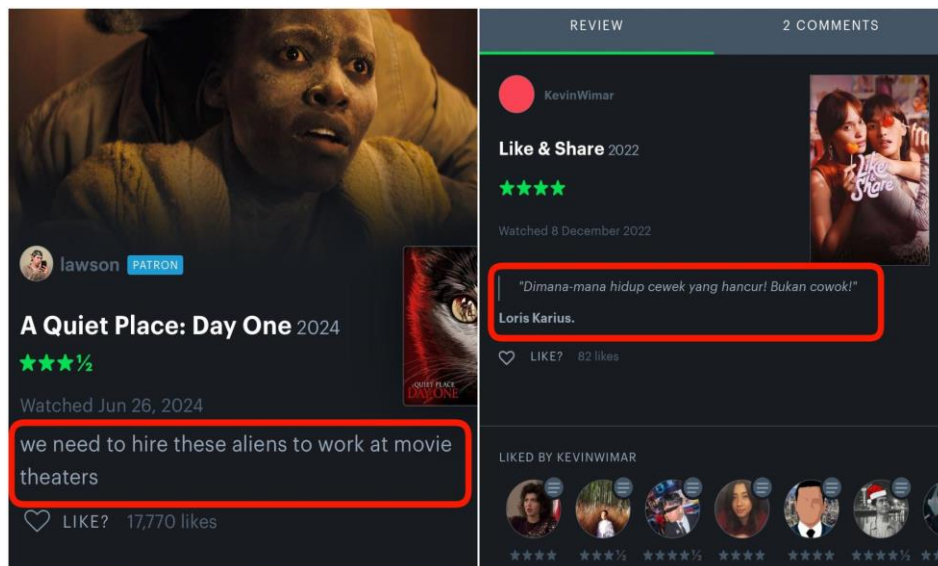 lawson PATRON
A Quiet Place: Day One 2024
★★★½
Watched Jun 26, 2024
we need to hire these aliens to work at movie
theaters
LIKE? 17,770 likes
A QUIET PLACE
DAY ONE
REVIEW
2 COMMENTS
KevinWimar
Like & Share 2022
★★★★
Watched 8 December 2022
Like
& Share
"Dimana-mana hidup cewek yang hancur! Bukan cowok!"
Loris Karius.
LIKE? 82 likes
LIKED BY KEVINWIMAR
★★★★ ★★★½ ★★★★½ ★★★★ ★★★★ ★★★★½ ★★